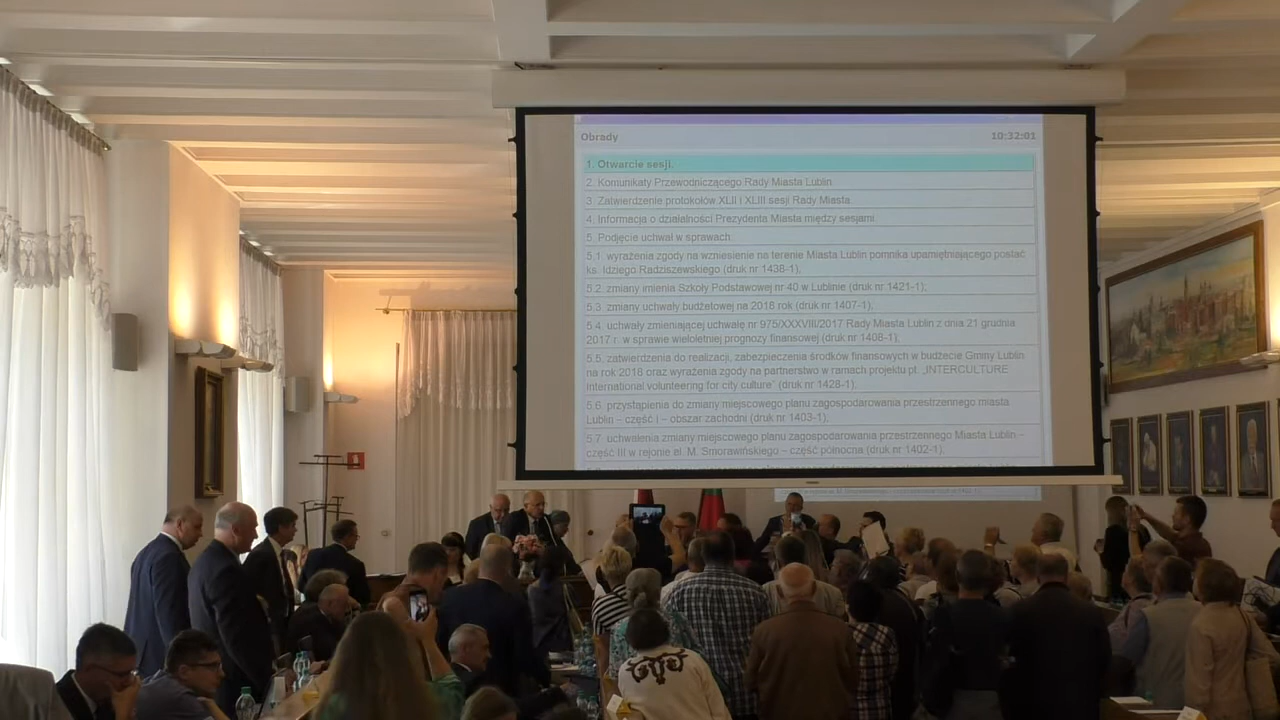 Obrady 10:32:01
1. Otwarcie sesji.
2. Komunikaty Przewodniczącego Rady Miasta Lublin
3. Zatwierdzenie protokołów XLII i XLIII sesji Rady Miasta.
4. Informacja o działalności Prezydenta Miasta między sesjami.
5. Podjęcie uchwał w sprawach:
5.1. wyrażenia zgody na wzniesienie na terenie Miasta Lublin pomnika upamiętniającego postać
ks. Idziego Radziszewskiego (druk nr 1438-1);
5.2. zmiany imienia Szkoły Podstawowej nr 40 w Lublinie (druk nr 1421-1);
5.3. zmiany uchwały budżetowej na 2018 rok (druk nr 1407-1);
5.4. uchwały zmieniającej uchwałę nr 975/XXXVIII/2017 Rady Miasta Lublin z dnia 21 grudnia
2017 r. w sprawie wieloletniej prognozy finansowej (druk nr 1408-1);
5.5. zatwierdzenia do realizacji, zabezpieczenia środków finansowych w budżecie Gminy Lublin
na rok 2018 oraz wyrażenia zgody na partnerstwo w ramach projektu pt. „INTERCULTURE
International volunteering for city culture” (druk nr 1428-1);
5.6. przystąpienia do zmiany miejscowego planu zagospodarowania przestrzennego miasta
Lublin – część I – obszar zachodni (druk nr 1403-1);
5.7. uchwalenia zmiany miejscowego planu zagospodarowania przestrzennego Miasta Lublin –
część III w rejonie al. M. Smorawińskiego – część północna (druk nr 1402-1);